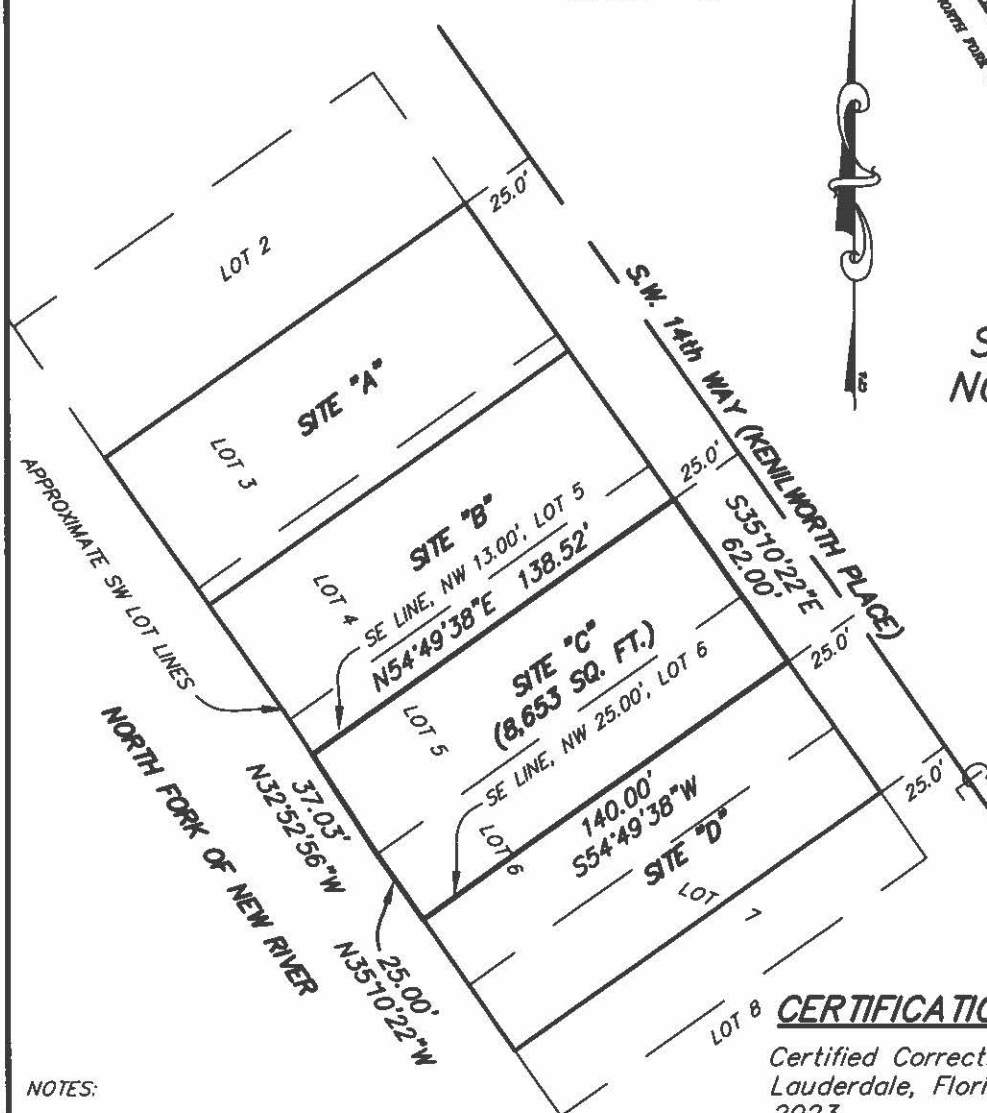 NORTH FORK
25.0'
LOT 2
S.W. 14th WAY (KENILWORTH PLACE)
SITE "A"
LOT 3
25.0'
APPROXIMATE SW LOT LINES
SITE "B"
LOT 4
SE LINE, NW 13.00', LOT 5
N54°49'38"E 138.52'
S35°10'22"E
62.00'
25.0'
SITE "C"
(8,653 SQ. FT.)
LOT 5
SE LINE, NW 25.00', LOT 6
NORTH FORK OF NEW RIVER
37.03'
N32°52'56"W
140.00'
S54°49'38"W
LOT 6
SITE "D"
LOT 7
25.0'
25.00'
N35°10'22"W
LOT 8
CERTIFICATIO
Certified Correct.
Lauderdale, Flori
2023
NOTES: